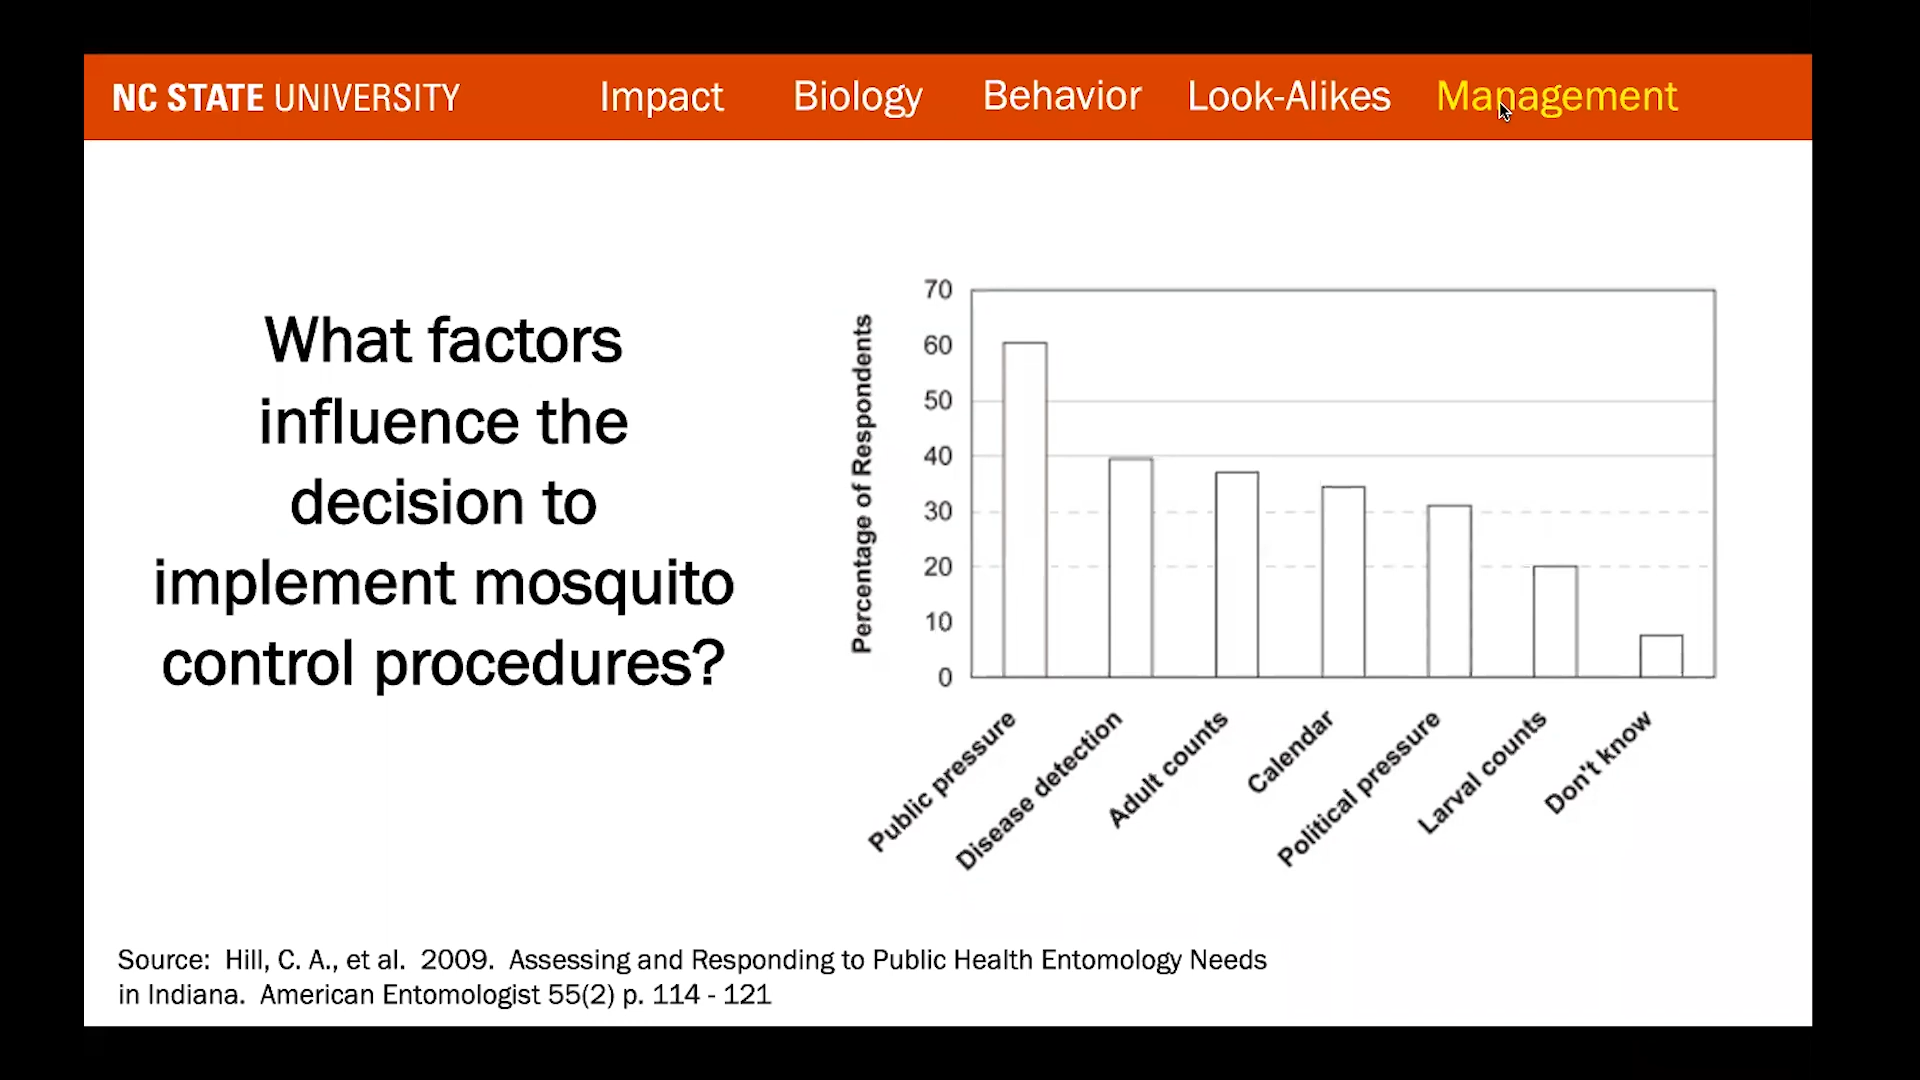 NC STATE UNIVERSITY
Impact
Biology
Behavior
Look-Alikes
Management
What factors
influence the
decision to
implement mosquito
control procedures?
Percentage of Respondents
70
60
50
40
30
20
10
0
Public pressure
Disease detection
Adult counts
Calendar
Political pressure
Larval counts
Don't know
Source: Hill, C. A., et al. 2009. Assessing and Responding to Public Health Entomology Needs
in Indiana. American Entomologist 55(2) p. 114 - 121